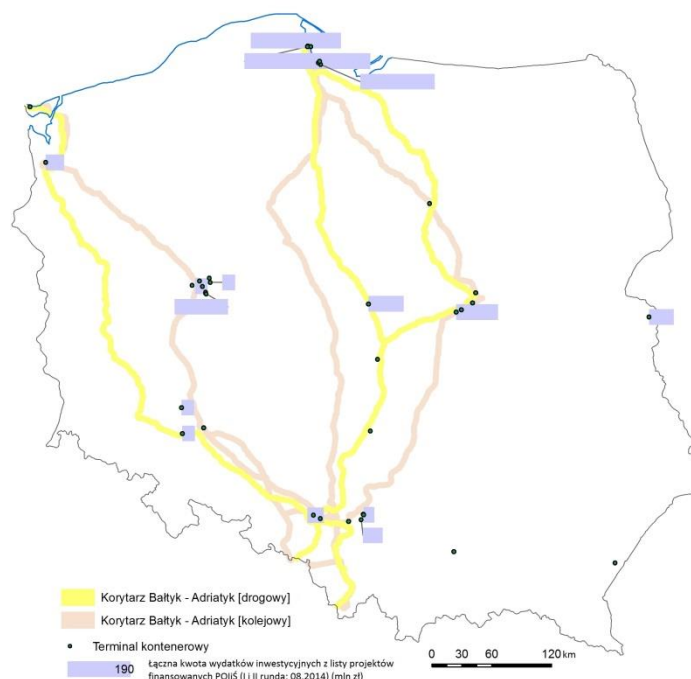 Korytarz Bałtyk - Adriatyk [drogowy]
Korytarz Bałtyk - Adriatyk [kolejowy]
Terminal kontenerowy
0 30 60 120 km
190 Łączna kwota wydatków inwestycyjnych z listy projektów
finansowanych POIiŚ (I i II runda; 08.2014) (mln zł)